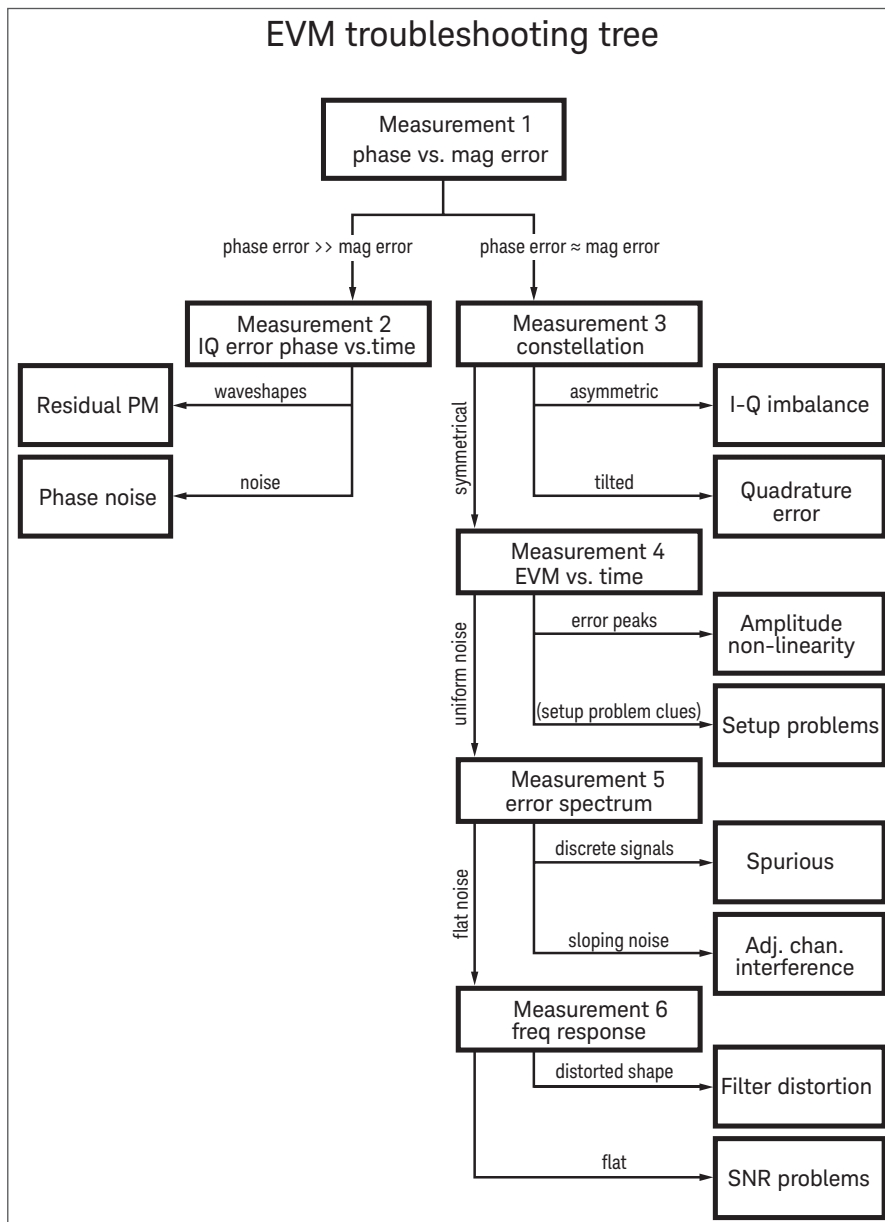 EVM troubleshooting tree
Measurement 1
phase vs. mag error
phase error >> mag error
phase error ≈ mag error
Measurement 2
IQ error phase vs.time
Measurement 3
constellation
waveshapes
Residual PM
noise
Phase noise
asymmetric
I-Q imbalance
symmetrical
tilted
Quadrature
error
Measurement 4
EVM vs. time
error peaks
Amplitude
non-linearity
uniform noise
(setup problem clues)
Setup problems
Measurement 5
error spectrum
discrete signals
Spurious
flat noise
sloping noise
Adj. chan.
interference
Measurement 6
freq response
distorted shape
Filter distortion
flat
SNR problems